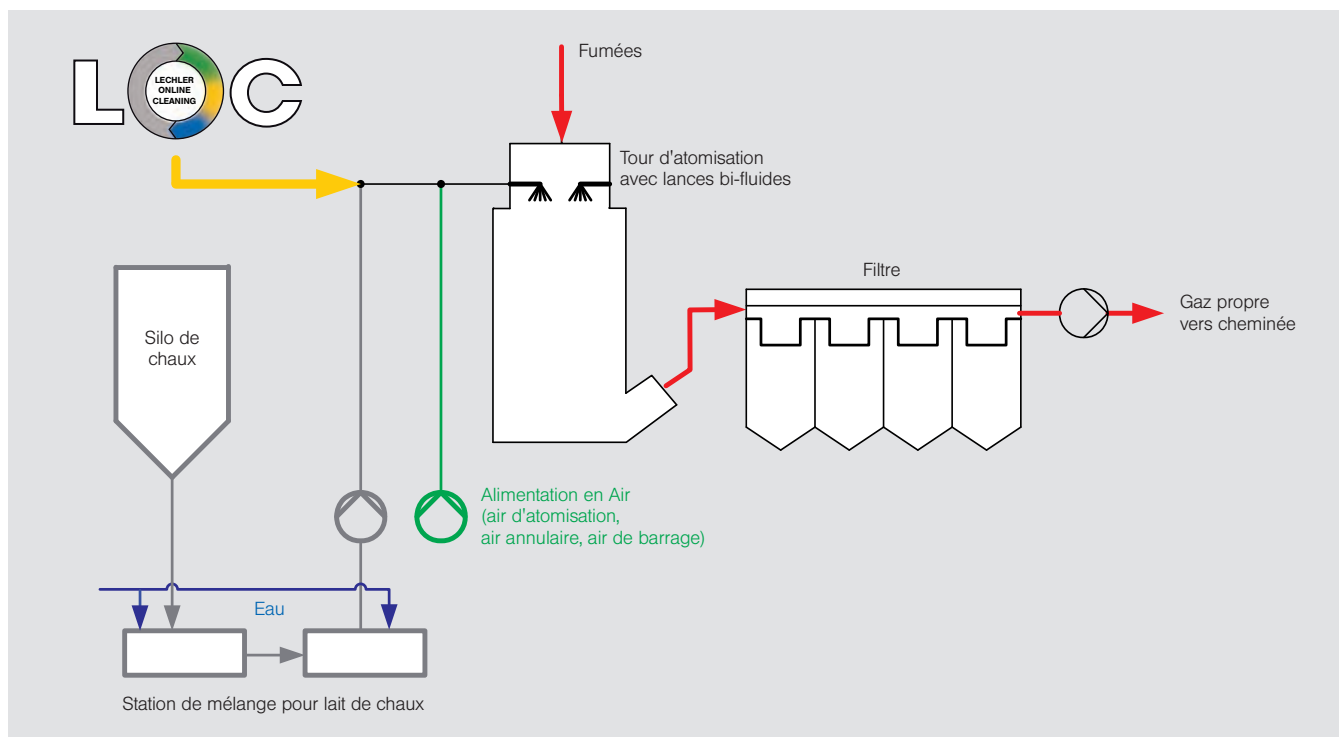 LOC
LECHLER
ONLINE
CLEANING
Fumées
Tour d'atomisation
avec lances bi-fluides
Filtre
Gaz propre
vers cheminée
Silo de
chaux
Alimentation en Air
(air d'atomisation,
air annulaire, air de barrage)
Eau
Station de mélange pour lait de chaux